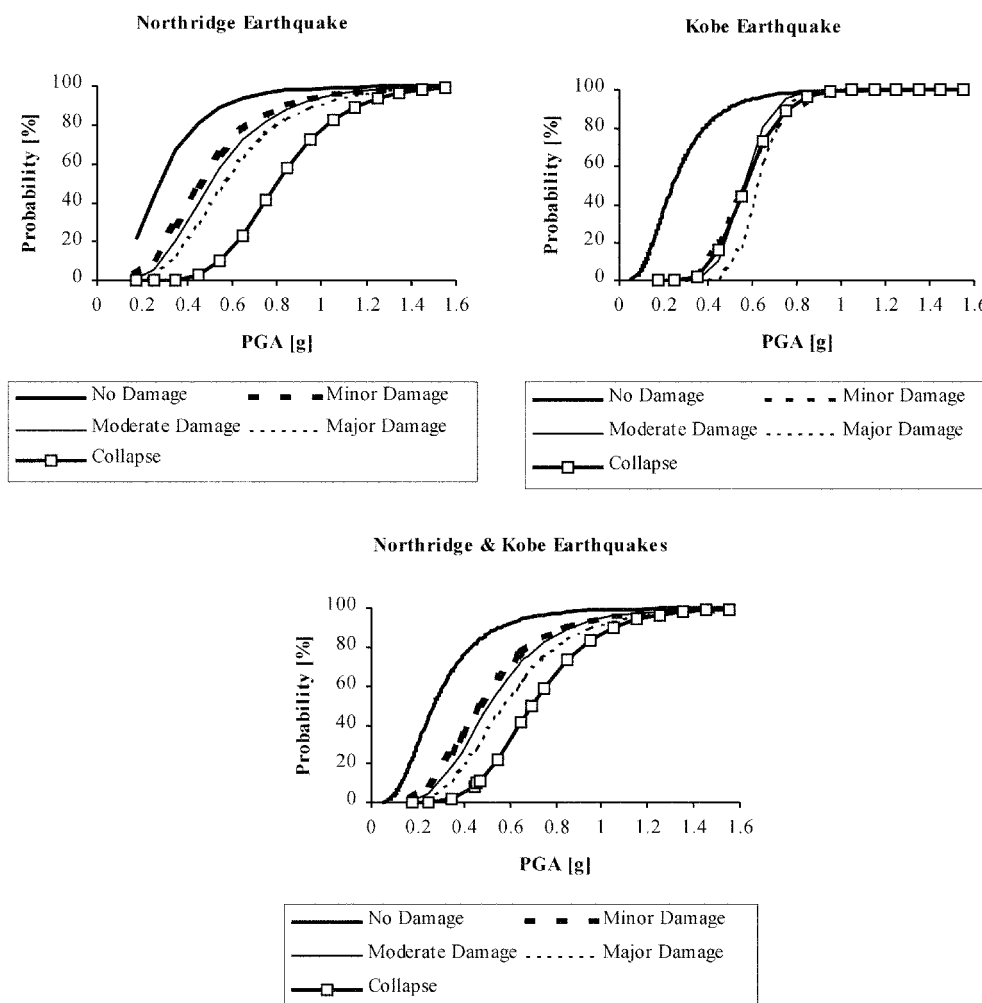 Northridge Earthquake
Probability [%]
100
80
60
40
20
0
0 0.2 0.4 0.6 0.8 1 1.2 1.4 1.6
PGA [g]
No Damage Minor Damage
Moderate Damage Major Damage
Collapse
Kobe Earthquake
Probability [%]
100
80
60
40
20
0
0 0.2 0.4 0.6 0.8 1 1.2 1.4 1.6
PGA [g]
No Damage Minor Damage
Moderate Damage Major Damage
Collapse
Northridge & Kobe Earthquakes
Probability [%]
100
80
60
40
20
0
0 0.2 0.4 0.6 0.8 1 1.2 1.4 1.6
PGA [g]
No Damage Minor Damage
Moderate Damage Major Damage
Collapse